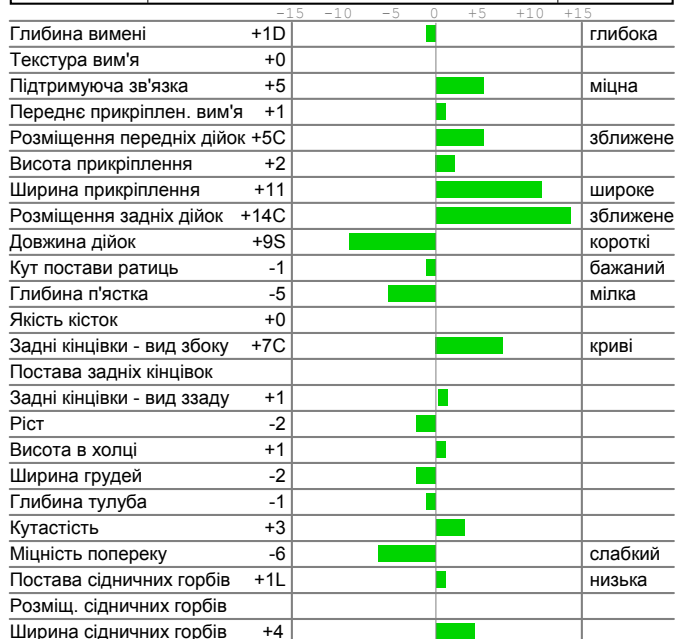 -15 -10 -5 0 +5 +10 +15
Глибина вимені +1D глибока
Текстура вим'я +0
Підтримуюча зв'язка +5 міцна
Переднє прикріплен. вим'я +1
Розміщення передніх дійок +5C зближене
Висота прикріплення +2
Ширина прикріплення +11 широке
Розміщення задніх дійок +14C зближене
Довжина дійок +9S короткі
Кут постави ратиць -1 бажаний
Глибина п'ястка -5 мілка
Якість кісток +0
Задні кінцівки - вид збоку +7C криві
Постава задніх кінцівок
Задні кінцівки - вид ззаду +1
Ріст -2
Висота в холці +1
Ширина грудей -2
Глибина тулуба -1
Кутастість +3
Міцність попереку -6 слабкий
Постава сідничних горбів +1L низька
Розміщ. сідничних горбів
Ширина сідничних горбів +4